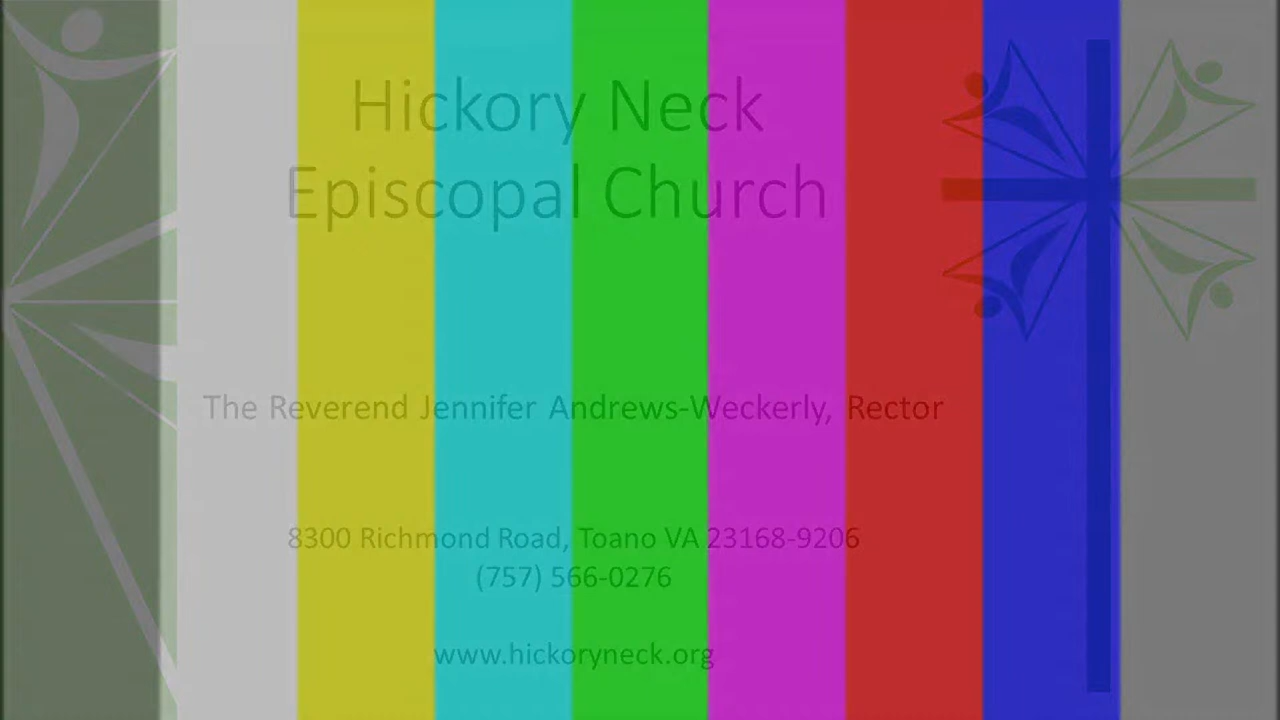 Hickory Neck
Episcopal Church
The Reverend Jennifer Andrews-Weckerly, Rector
8300 Richmond Road, Toano VA 23168-9206
(757) 566-0276
www.hickoryneck.org